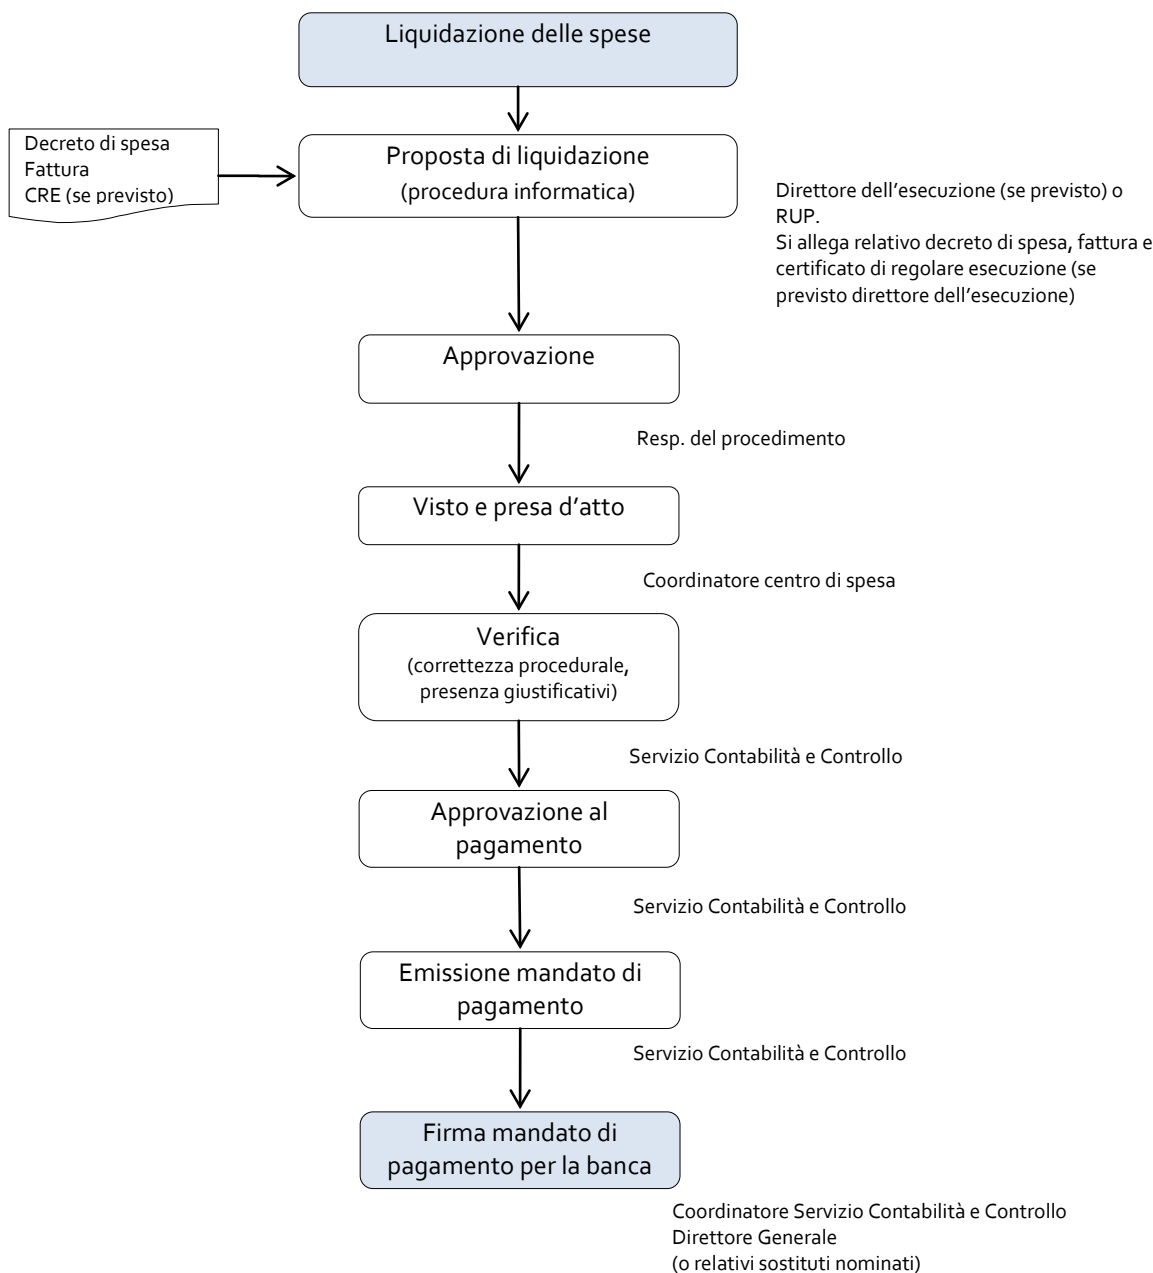 Liquidazione delle spese
Decreto di spesa
Fattura
CRE (se previsto)
Proposta di liquidazione
(procedura informatica)
Direttore dell’esecuzione (se previsto) o
RUP.
Si allega relativo decreto di spesa, fattura e
certificato di regolare esecuzione (se
previsto direttore dell’esecuzione)
Approvazione
Resp. del procedimento
Visto e presa d’atto
Coordinatore centro di spesa
Verifica
(correttezza procedurale,
presenza giustificativi)
Servizio Contabilità e Controllo
Approvazione al
pagamento
Servizio Contabilità e Controllo
Emissione mandato di
pagamento
Servizio Contabilità e Controllo
Firma mandato di
pagamento per la banca
Coordinatore Servizio Contabilità e Controllo
Direttore Generale
(o relativi sostituti nominati)